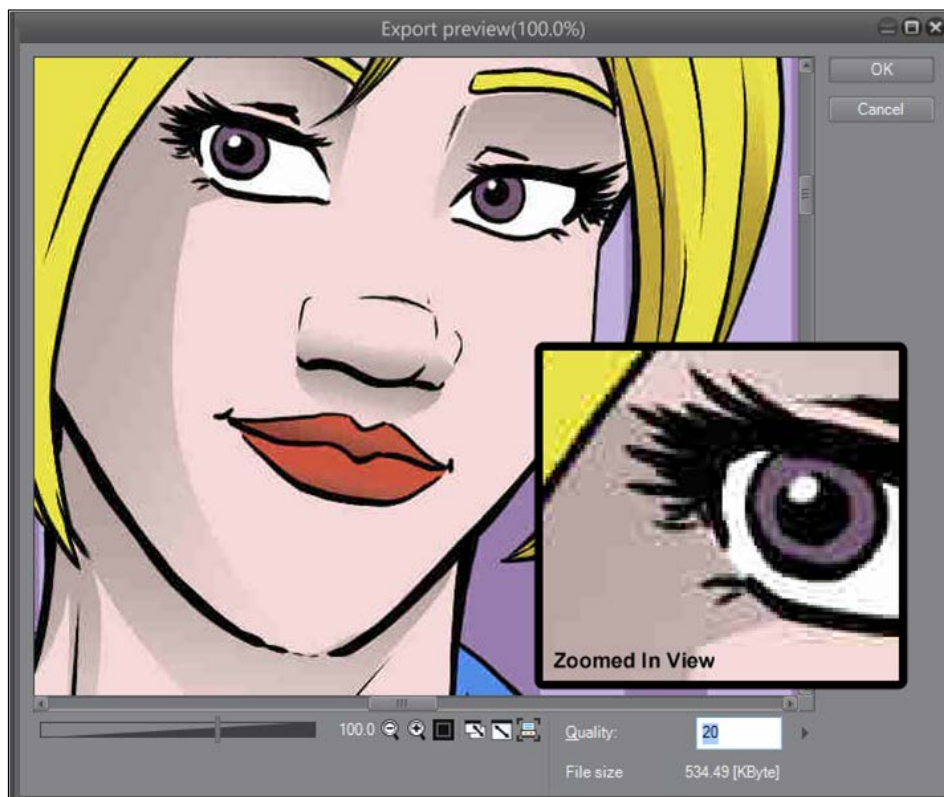 Export preview(100.0%)
OK
Cancel
Zoomed In View
100.0
Quality: 20
File size 534.49 [KByte]